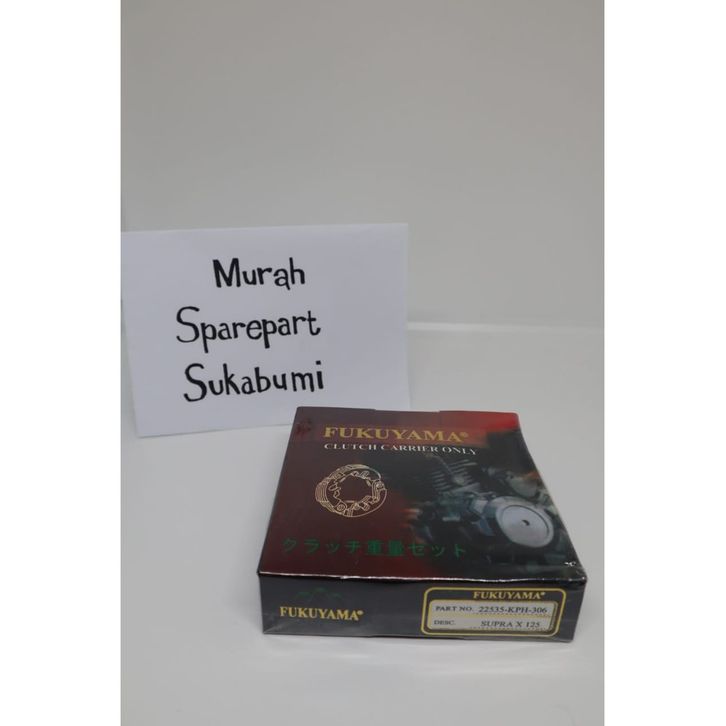 Murah
Sparepart
Sukabumi
FUKUYAMA®
CLUTCH CARRIER ONLY
クラッチ重量セット
FUKUYAMA®
FUKUYAMA®
PART NO. 22535-KPH-306
DESC. SUPRA X 125